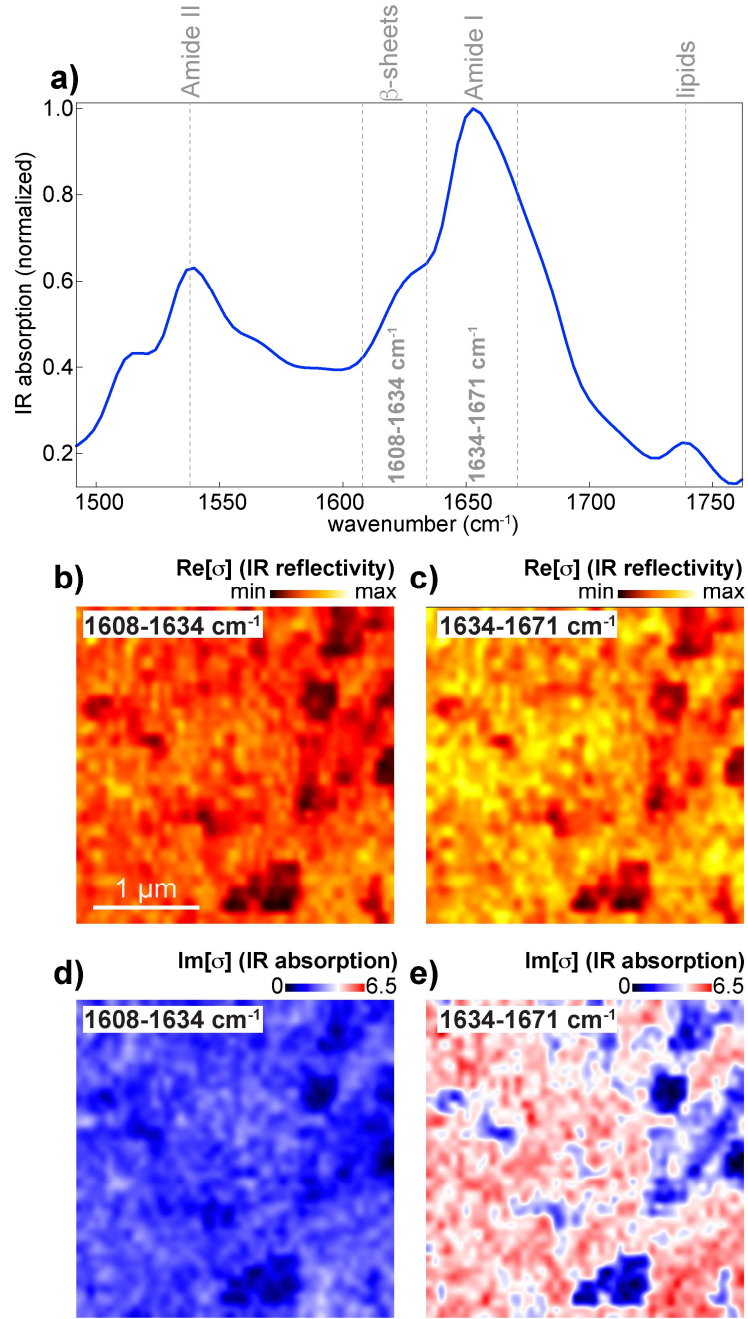 Amide II
β-sheets
Amide I
lipids
a)
IR absorption (normalized)
1.0
0.8
0.6
0.4
0.2
1608-1634 cm-1
1634-1671 cm-1
1500
1550
1600
1650
1700
1750
wavenumber (cm-1)
b)
Re[σ] (IR reflectivity)
min max
1608-1634 cm-1
1 µm
c)
Re[σ] (IR reflectivity)
min max
1634-1671 cm-1
d)
Im[σ] (IR absorption)
0 6.5
1608-1634 cm-1
e)
Im[σ] (IR absorption)
0 6.5
1634-1671 cm-1